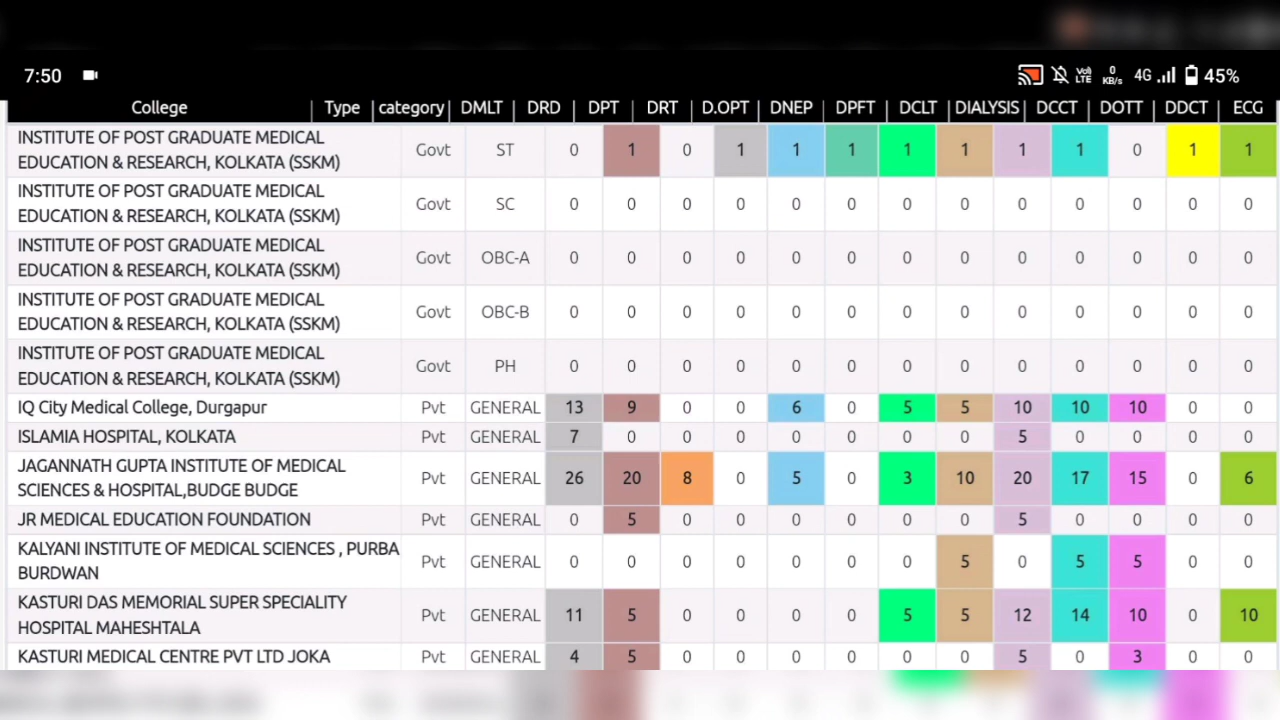 7:50 Vo) LTE 0 KB/s 4G 45%
College | Type | category | DMLT | DRD | DPT | DRT | D.OPT | DNEP | DPFT | DCLT | DIALYSIS | DCCT | DOTT | DDCT | ECG
INSTITUTE OF POST GRADUATE MEDICAL
EDUCATION & RESEARCH, KOLKATA (SSKM) Govt ST 0 1 0 1 1 1 1 1 1 1 0 1 1
INSTITUTE OF POST GRADUATE MEDICAL
EDUCATION & RESEARCH, KOLKATA (SSKM) Govt SC 0 0 0 0 0 0 0 0 0 0 0 0 0
INSTITUTE OF POST GRADUATE MEDICAL
EDUCATION & RESEARCH, KOLKATA (SSKM) Govt OBC-A 0 0 0 0 0 0 0 0 0 0 0 0 0
INSTITUTE OF POST GRADUATE MEDICAL
EDUCATION & RESEARCH, KOLKATA (SSKM) Govt OBC-B 0 0 0 0 0 0 0 0 0 0 0 0 0
INSTITUTE OF POST GRADUATE MEDICAL
EDUCATION & RESEARCH, KOLKATA (SSKM) Govt PH 0 0 0 0 0 0 0 0 0 0 0 0 0
IQ City Medical College, Durgapur Pvt GENERAL 13 9 0 0 6 0 5 5 10 10 10 0 0
ISLAMIA HOSPITAL, KOLKATA Pvt GENERAL 7 0 0 0 0 0 0 0 5 0 0 0 0
JAGANNATH GUPTA INSTITUTE OF MEDICAL
SCIENCES & HOSPITAL,BUDGE BUDGE Pvt GENERAL 26 20 8 0 5 0 3 10 20 17 15 0 6
JR MEDICAL EDUCATION FOUNDATION Pvt GENERAL 0 5 0 0 0 0 0 0 5 0 0 0 0
KALYANI INSTITUTE OF MEDICAL SCIENCES , PURBA
BURDWAN Pvt GENERAL 0 0 0 0 0 0 0 5 0 5 5 0 0
KASTURI DAS MEMORIAL SUPER SPECIALITY
HOSPITAL MAHESHTALA Pvt GENERAL 11 5 0 0 0 0 5 5 12 14 10 0 10
KASTURI MEDICAL CENTRE PVT LTD JOKA Pvt GENERAL 4 5 0 0 0 0 0 0 5 0 3 0 0